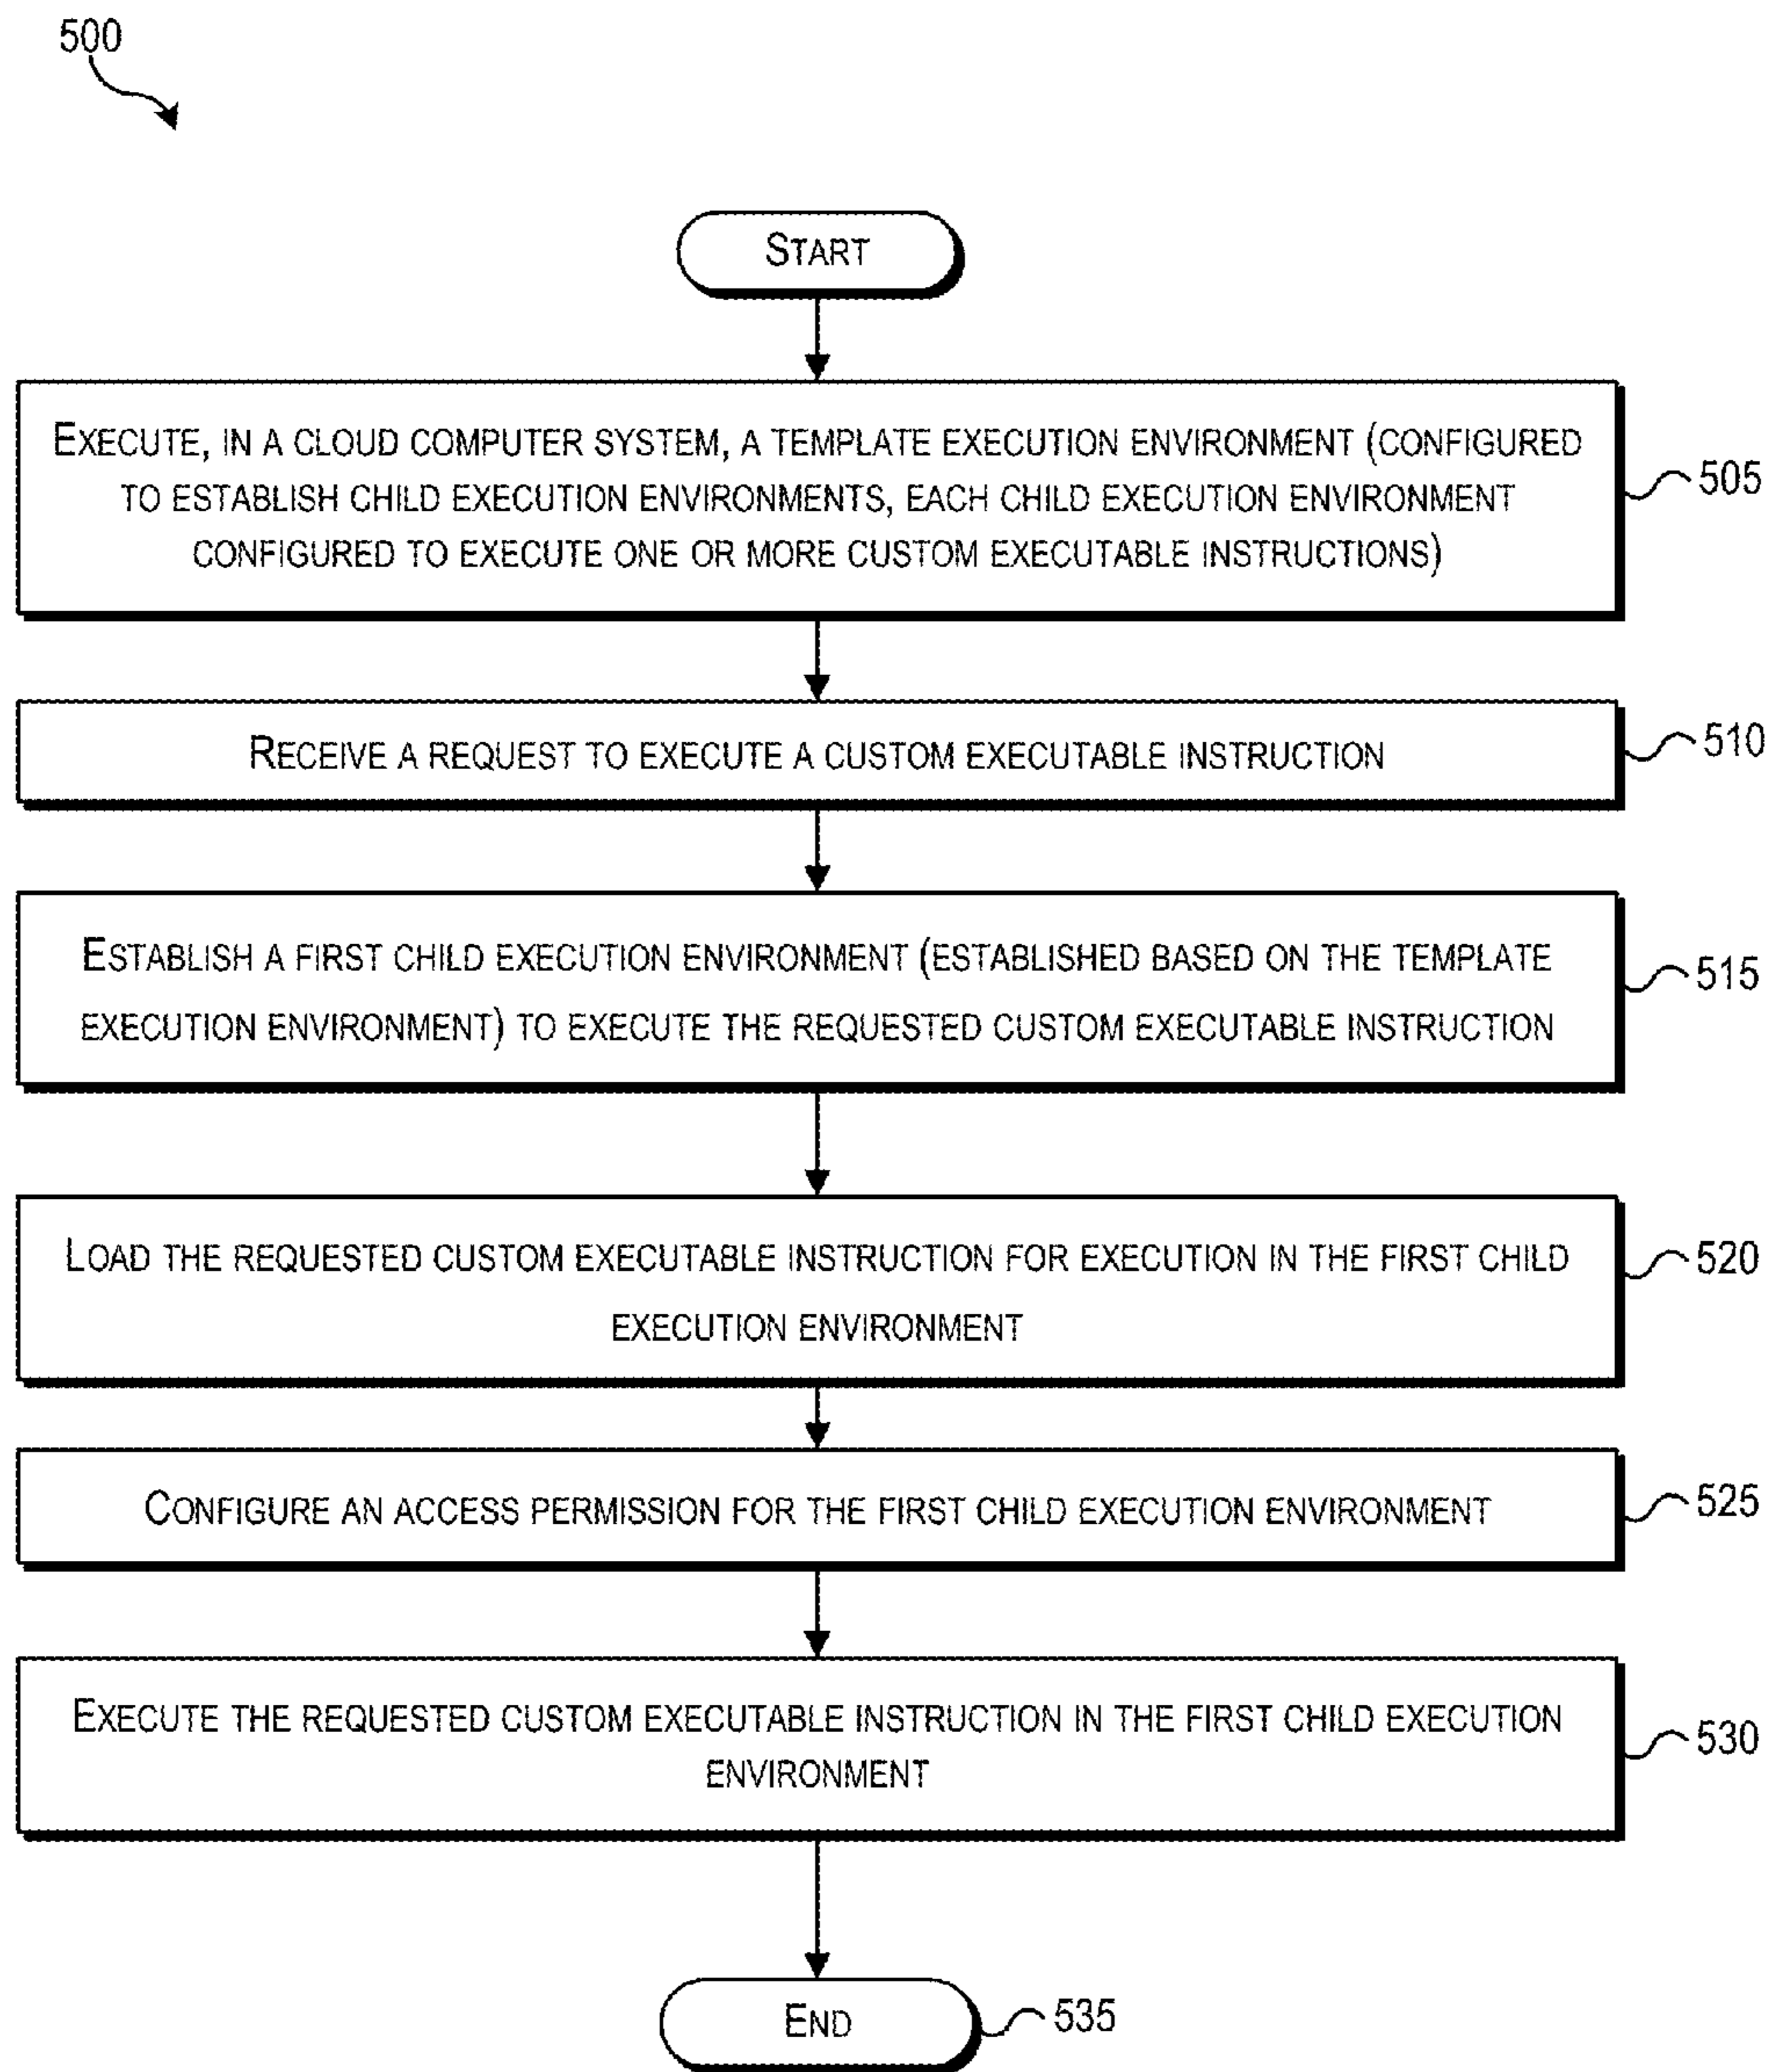 500
START
EXECUTE, IN A CLOUD COMPUTER SYSTEM, A TEMPLATE EXECUTION ENVIRONMENT (CONFIGURED
TO ESTABLISH CHILD EXECUTION ENVIRONMENTS, EACH CHILD EXECUTION ENVIRONMENT
CONFIGURED TO EXECUTE ONE OR MORE CUSTOM EXECUTABLE INSTRUCTIONS)
505
RECEIVE A REQUEST TO EXECUTE A CUSTOM EXECUTABLE INSTRUCTION
510
ESTABLISH A FIRST CHILD EXECUTION ENVIRONMENT (ESTABLISHED BASED ON THE TEMPLATE
EXECUTION ENVIRONMENT) TO EXECUTE THE REQUESTED CUSTOM EXECUTABLE INSTRUCTION
515
LOAD THE REQUESTED CUSTOM EXECUTABLE INSTRUCTION FOR EXECUTION IN THE FIRST CHILD
EXECUTION ENVIRONMENT
520
CONFIGURE AN ACCESS PERMISSION FOR THE FIRST CHILD EXECUTION ENVIRONMENT
525
EXECUTE THE REQUESTED CUSTOM EXECUTABLE INSTRUCTION IN THE FIRST CHILD EXECUTION
ENVIRONMENT
530
END
535